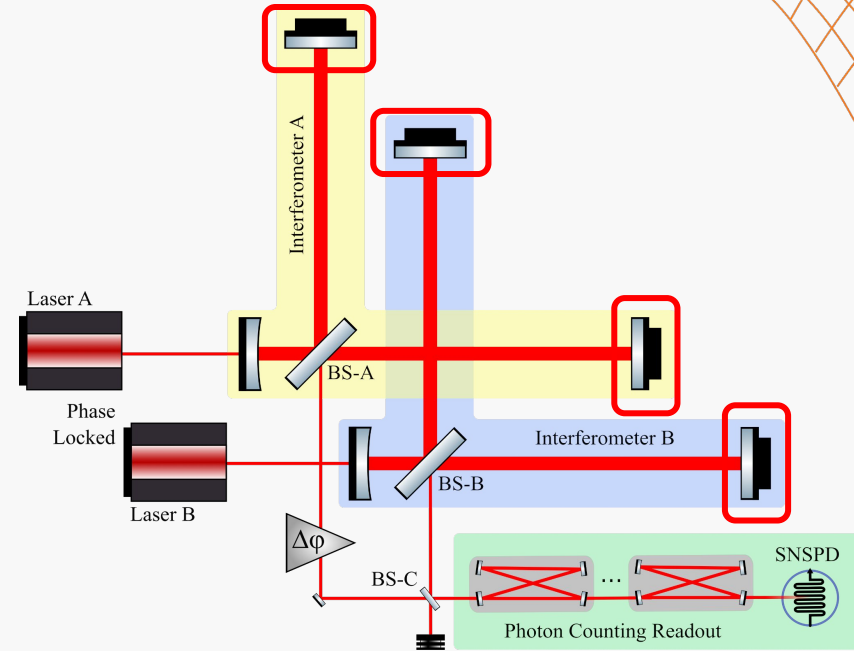 Interferometer A
Laser A
BS-A
Phase
Locked
Interferometer B
BS-B
Laser B
Δφ
BS-C
...
SNSPD
Photon Counting Readout